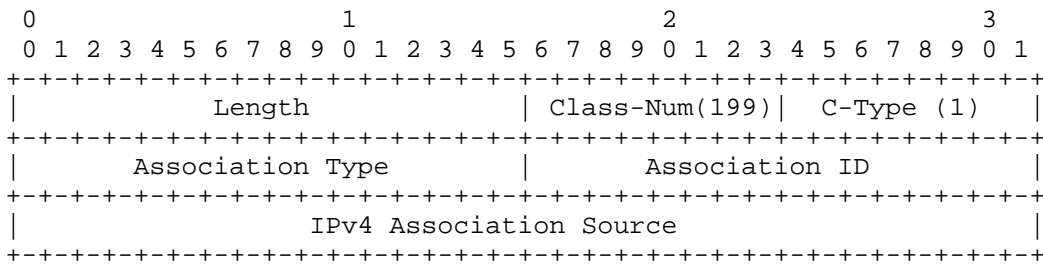 0                   1                   2                   3
 0 1 2 3 4 5 6 7 8 9 0 1 2 3 4 5 6 7 8 9 0 1 2 3 4 5 6 7 8 9 0 1
+-+-+-+-+-+-+-+-+-+-+-+-+-+-+-+-+-+-+-+-+-+-+-+-+-+-+-+-+-+-+-+-+
|            Length             | Class-Num(199)|  C-Type (1)   |
+-+-+-+-+-+-+-+-+-+-+-+-+-+-+-+-+-+-+-+-+-+-+-+-+-+-+-+-+-+-+-+-+
|       Association Type        |       Association ID          |
+-+-+-+-+-+-+-+-+-+-+-+-+-+-+-+-+-+-+-+-+-+-+-+-+-+-+-+-+-+-+-+-+
|                  IPv4 Association Source                      |
+-+-+-+-+-+-+-+-+-+-+-+-+-+-+-+-+-+-+-+-+-+-+-+-+-+-+-+-+-+-+-+-+